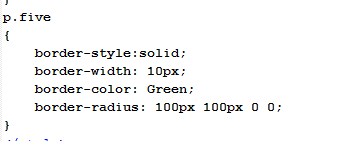 p.five
{
border-style:solid;
border-width: 10px;
border-color: Green;
border-radius: 100px 100px 0 0;
}